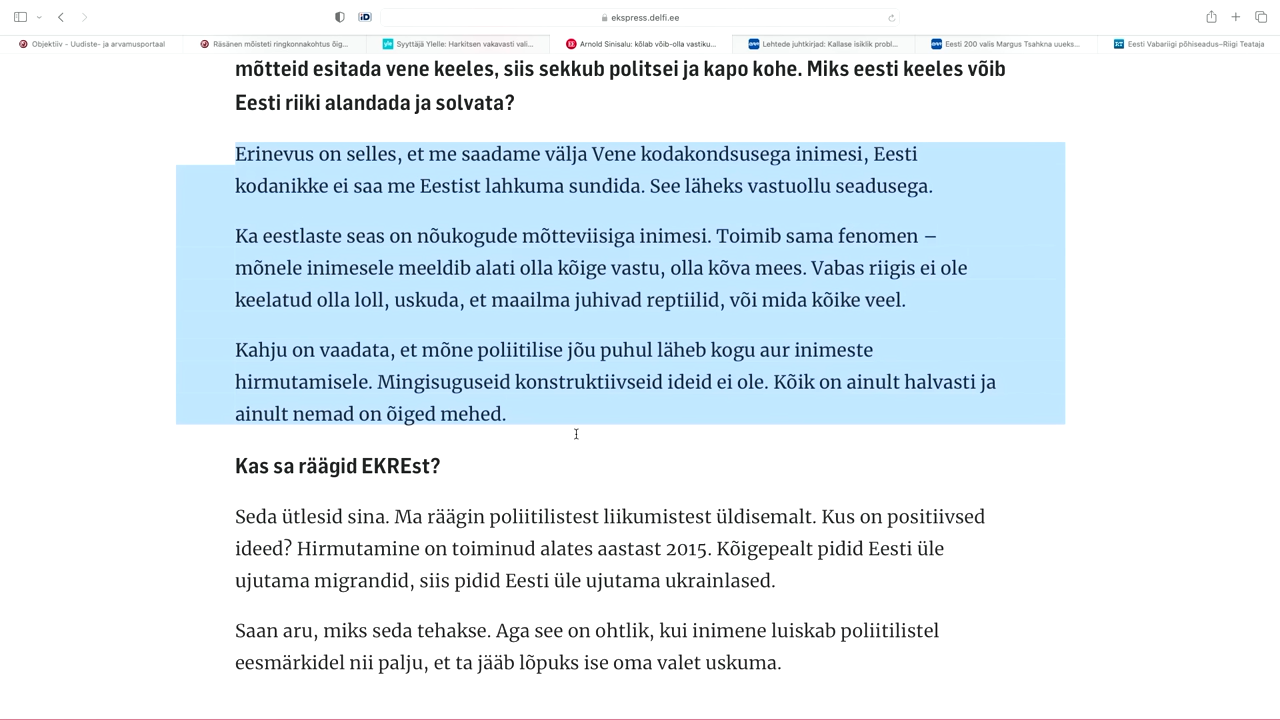 ekspress.delfi.ee
Objektiiv - Uudiste- ja arvamusportaal
Räsänen mõisteti ringkonnakohtus õig...
Syyttäjä Ylelle: Harkitsen vakavasti vali...
Arnold Sinisalu: kõlab võib-olla vastiku...
Lehtede juhtkirjad: Kallase isiklik probl...
Eesti 200 valis Margus Tsahkna uueks...
Eesti Vabariigi põhiseadus–Riigi Teataja
mõtteid esitada vene keeles, siis sekkub politsei ja kapo kohe. Miks eesti keeles võib
Eesti riiki alandada ja solvata?
Erinevus on selles, et me saadame välja Vene kodakondsusega inimesi, Eesti
kodanikke ei saa me Eestist lahkuma sundida. See läheks vastuollu seadusega.
Ka eestlaste seas on nõukogude mõtteviisiga inimesi. Toimib sama fenomen –
mõnele inimesele meeldib alati olla kõige vastu, olla kõva mees. Vabas riigis ei ole
keelatud olla loll, uskuda, et maailma juhivad reptiilid, või mida kõike veel.
Kahju on vaadata, et mõne poliitilise jõu puhul läheb kogu aur inimeste
hirmutamisele. Mingisuguseid konstruktiivseid ideid ei ole. Kõik on ainult halvasti ja
ainult nemad on õiged mehed.
Kas sa räägid EKREst?
Seda ütlesid sina. Ma räägin poliitilistest liikumistest üldisemalt. Kus on positiivsed
ideed? Hirmutamine on toiminud alates aastast 2015. Kõigepealt pidid Eesti üle
ujutama migrandid, siis pidid Eesti üle ujutama ukrainlased.
Saan aru, miks seda tehakse. Aga see on ohtlik, kui inimene luiskab poliitilistel
eesmärkidel nii palju, et ta jääb lõpuks ise oma valet uskuma.